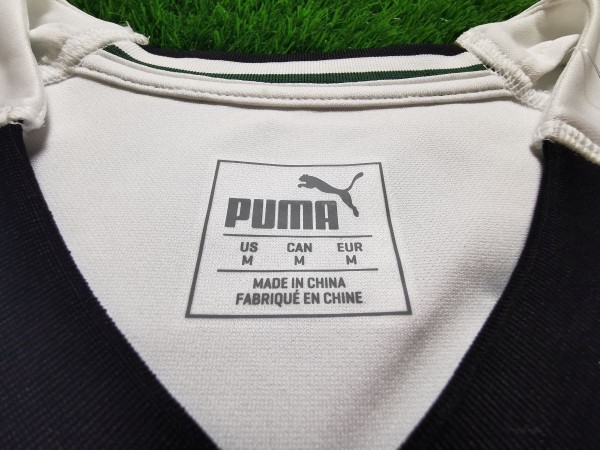 PUMA
US CAN EUR
M M M
MADE IN CHINA
FABRIQUÉ EN CHINE